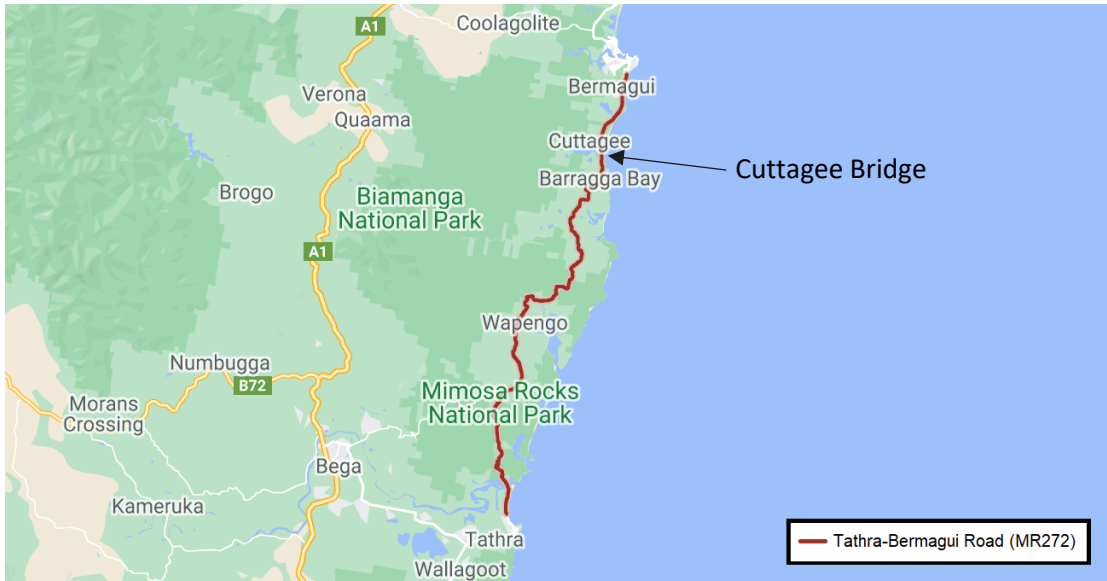 Coolagolite
A1
Bermagui
Verona
Quaama
Cuttagee
Cuttagee Bridge
Barragga Bay
Brogo
Biamanga
National Park
A1
Wapengo
Numbugga
B72
Mimosa Rocks
National Park
Morans
Crossing
Bega
Kameruka
Tathra
Tathra-Bermagui Road (MR272)
Wallagoot